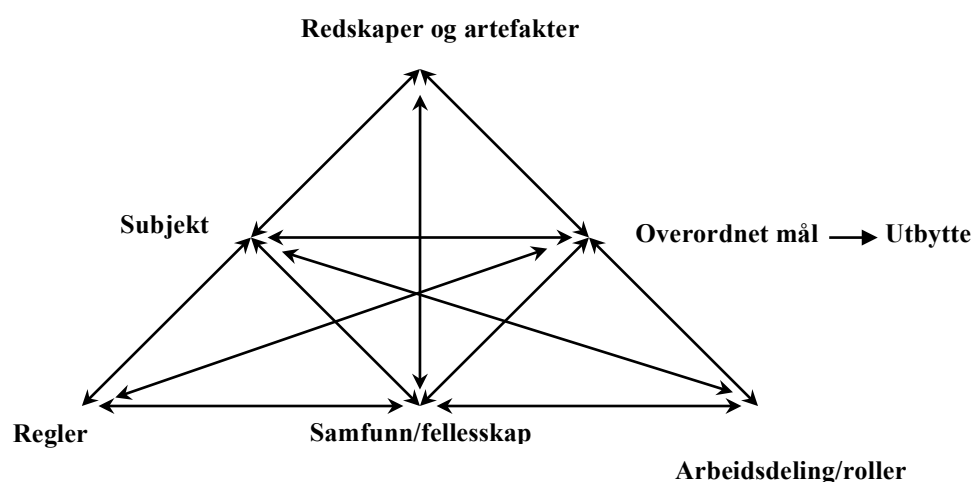 Redskaper og artefakter
Subjekt
Overordnet mål
Utbytte
Regler
Samfunn/fellesskap
Arbeidsdeling/roller